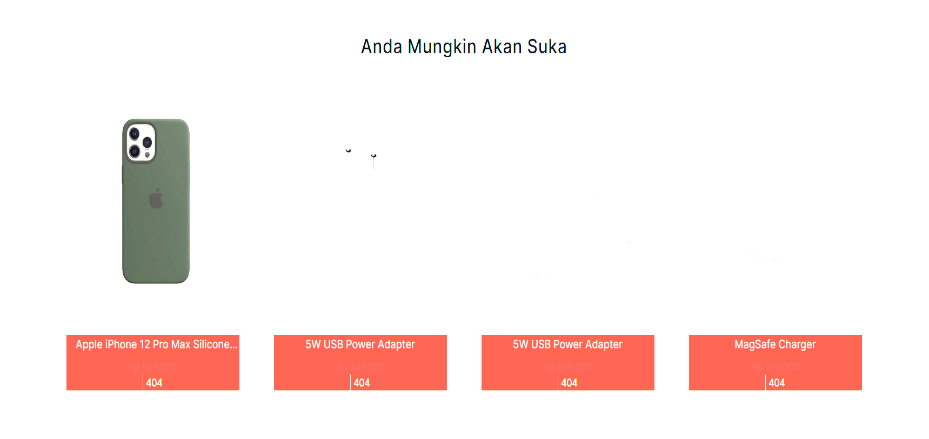 Anda Mungkin Akan Suka
Apple iPhone 12 Pro Max Silicone...
404
5W USB Power Adapter
404
5W USB Power Adapter
404
MagSafe Charger
404